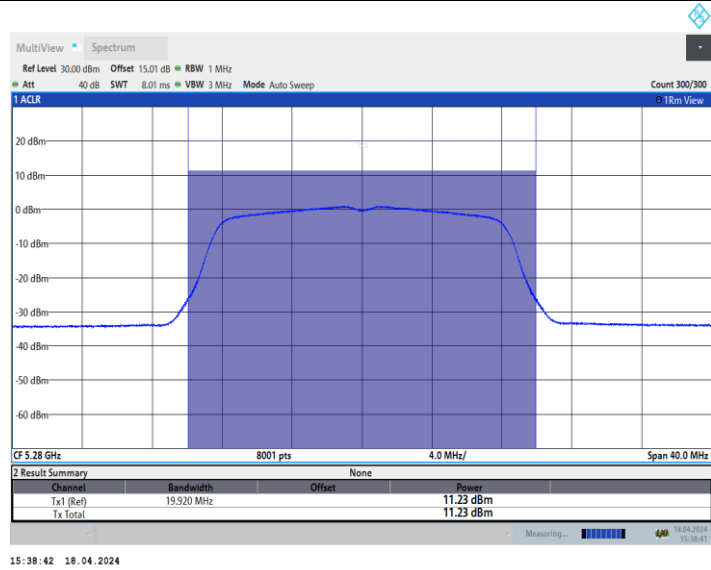 R&S
MultiView Spectrum
Ref Level 30.00 dBm Offset 15.01 dB RBW 1 MHz
Att 40 dB SWT 8.01 ms VBW 3 MHz Mode Auto Sweep Count 300/300
1 ACLR 1Rm View
20 dBm
10 dBm
0 dBm
-10 dBm
-20 dBm
-30 dBm
-40 dBm
-50 dBm
-60 dBm
CF 5.28 GHz 8001 pts 4.0 MHz/ Span 40.0 MHz
2 Result Summary None
Channel Bandwidth Offset Power
Tx1 (Ref) 19.920 MHz 11.23 dBm
Tx Total 11.23 dBm
Measuring... 18.04.2024
15:38:41
15:38:42 18.04.2024